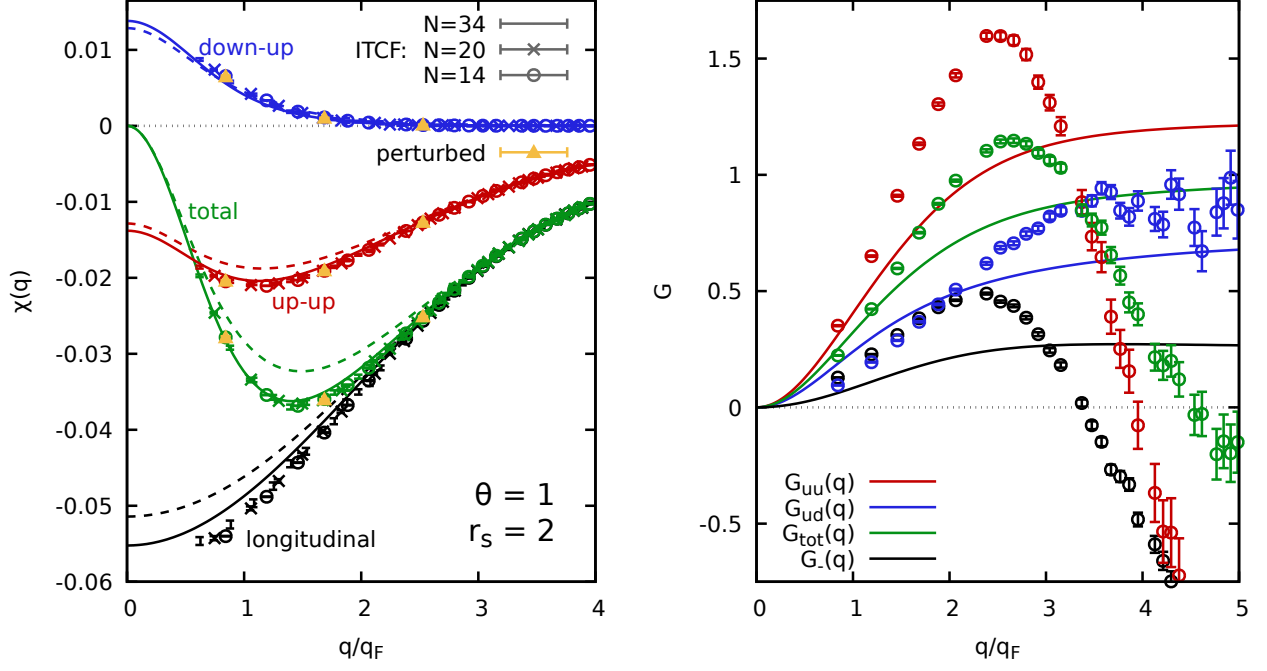 0.01
0
-0.01
-0.02
-0.03
-0.04
-0.05
-0.06
χ(q)
down-up
N=34
ITCF: N=20
N=14
perturbed
total
up-up
longitudinal
θ = 1
rₛ = 2
0 1 2 3 4
q/q_F
1.5
1
0.5
0
-0.5
G
G_uu(q)
G_ud(q)
G_tot(q)
G_-(q)
0 1 2 3 4 5
q/q_F